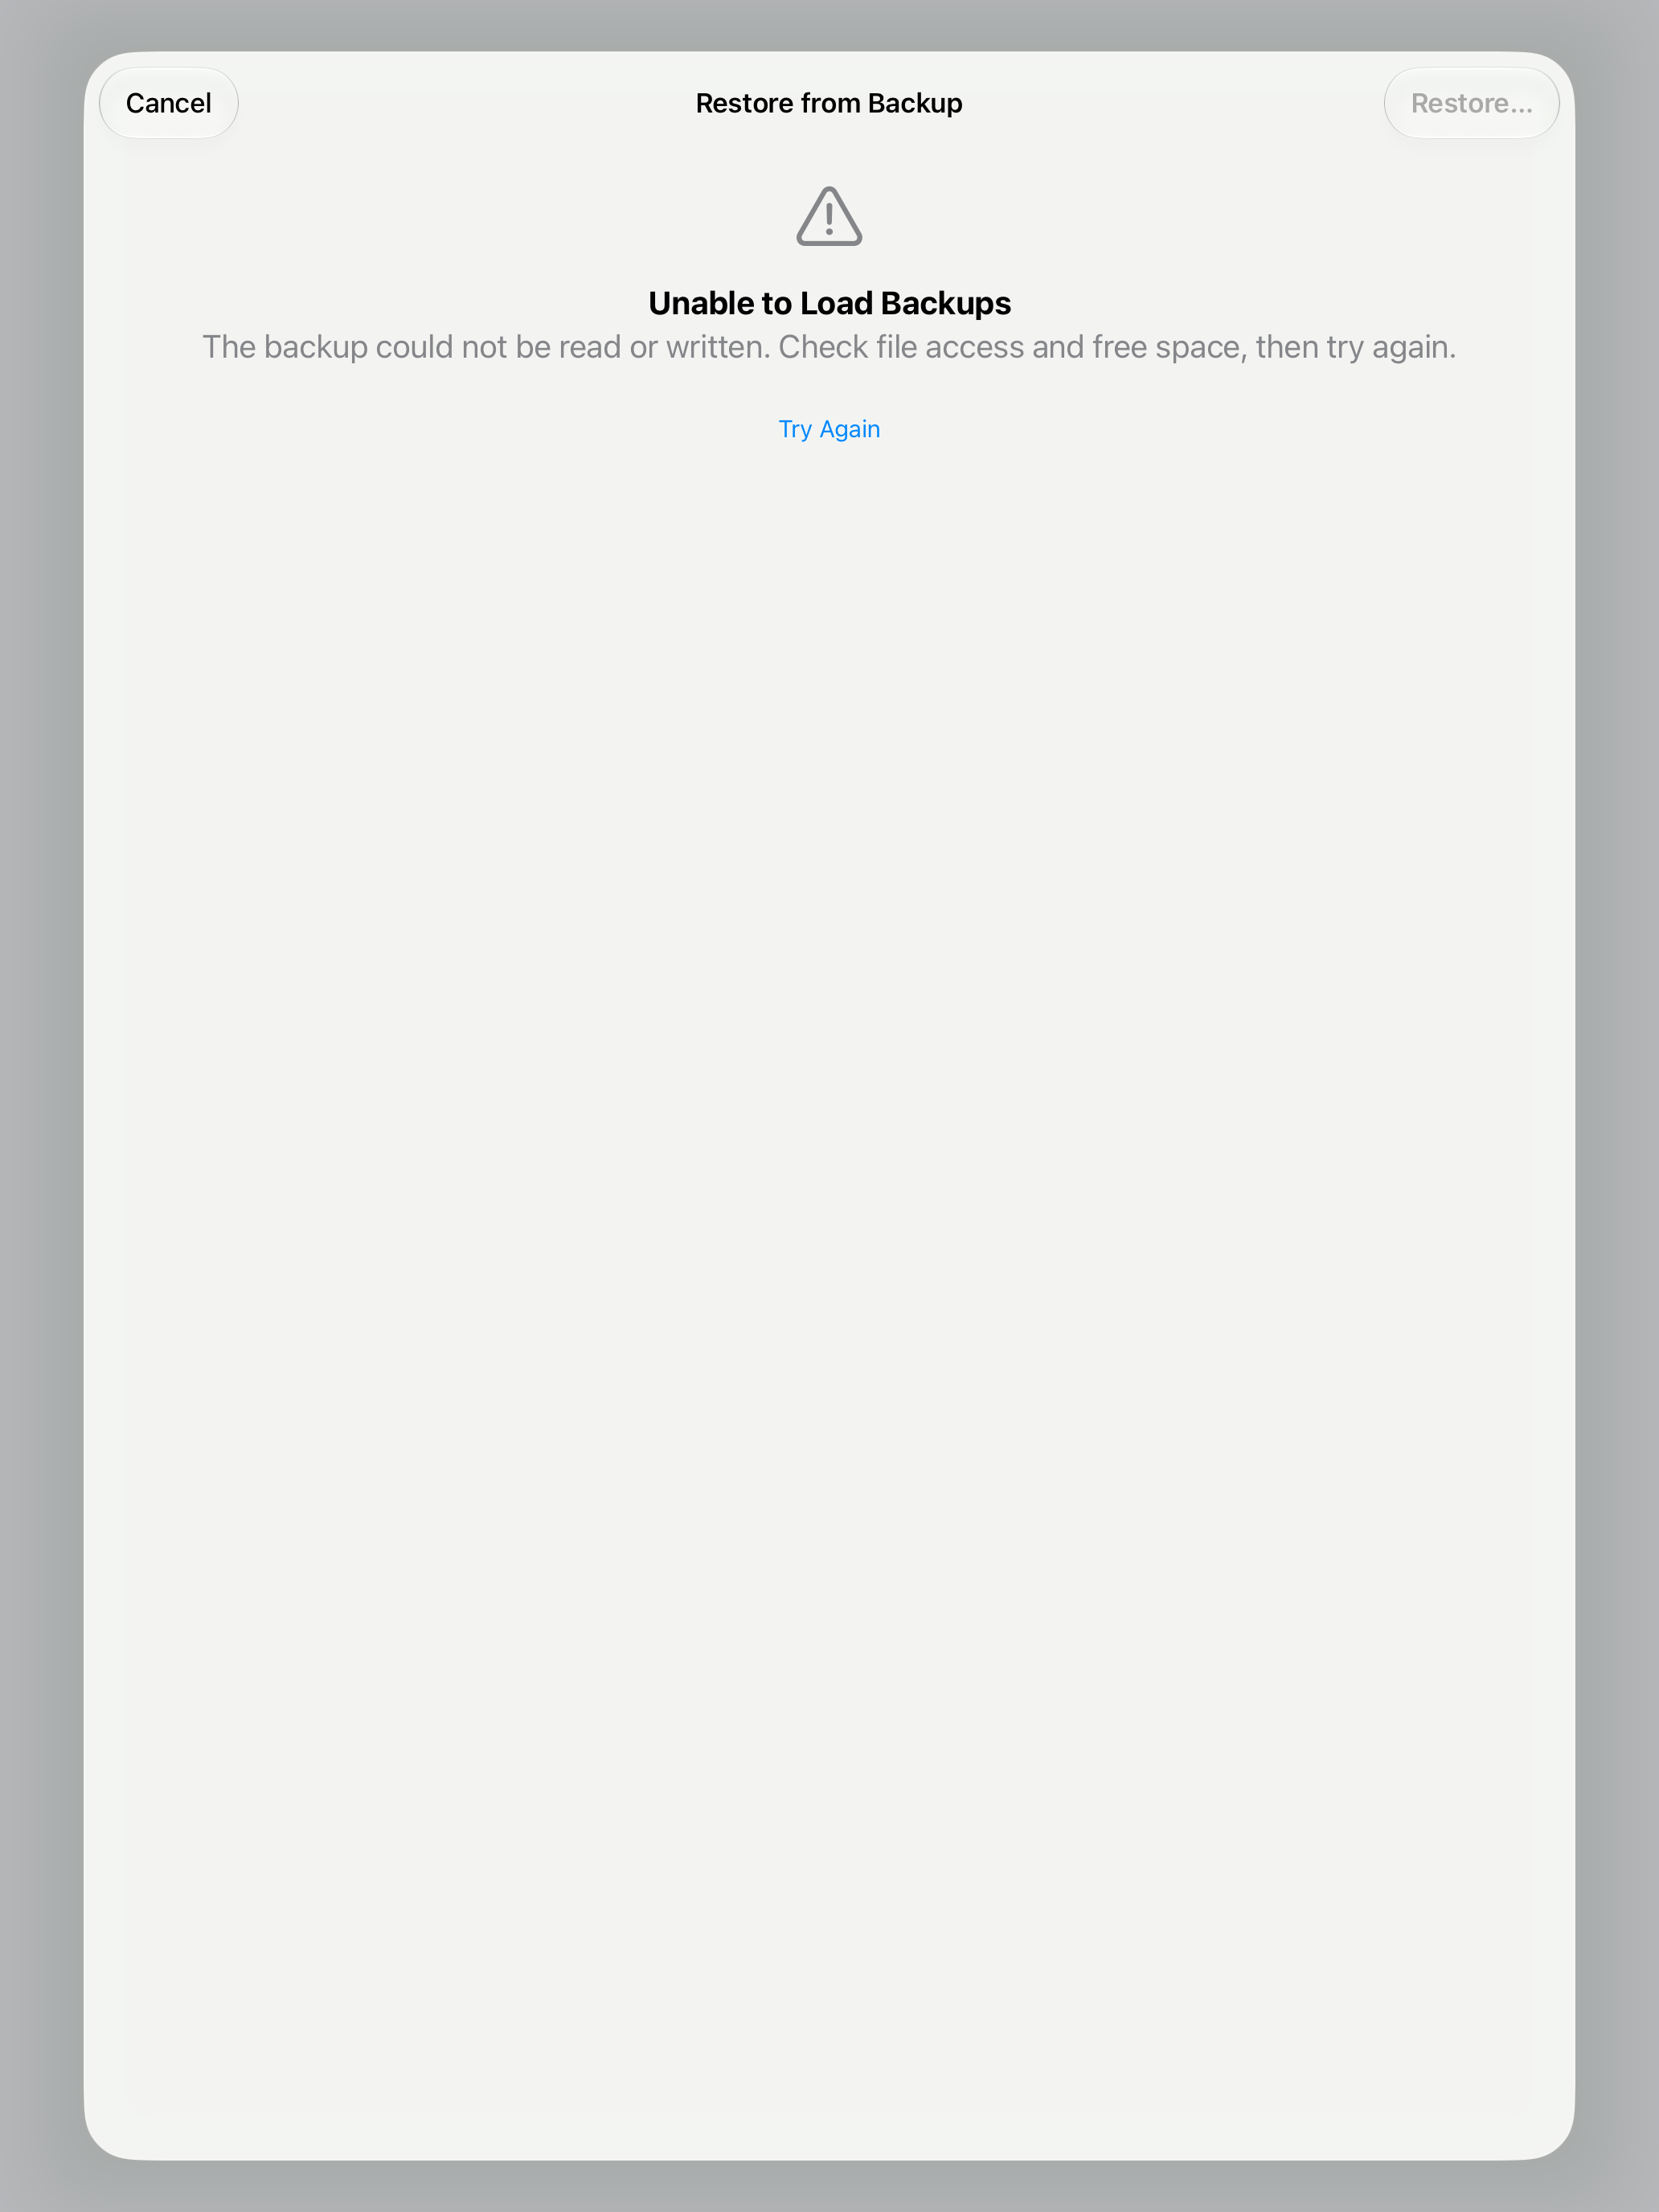 Cancel
Restore from Backup
Restore...
Unable to Load Backups
The backup could not be read or written. Check file access and free space, then try again.
Try Again